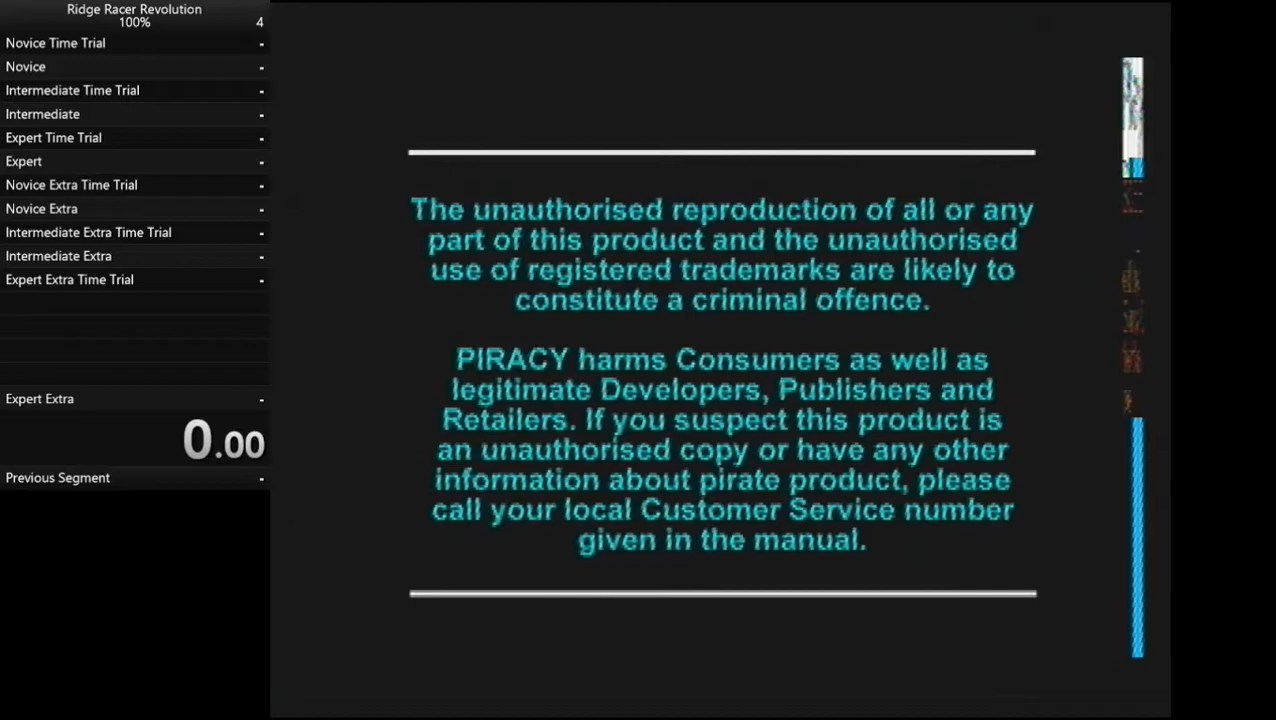 Ridge Racer Revolution
100%
4
Novice Time Trial -
Novice -
Intermediate Time Trial -
Intermediate -
Expert Time Trial -
Expert -
Novice Extra Time Trial -
Novice Extra -
Intermediate Extra Time Trial -
Intermediate Extra -
Expert Extra Time Trial -
Expert Extra -
0.00
Previous Segment -
The unauthorised reproduction of all or any
part of this product and the unauthorised
use of registered trademarks are likely to
constitute a criminal offence.
PIRACY harms Consumers as well as
legitimate Developers, Publishers and
Retailers. If you suspect this product is
an unauthorised copy or have any other
information about pirate product, please
call your local Customer Service number
given in the manual.